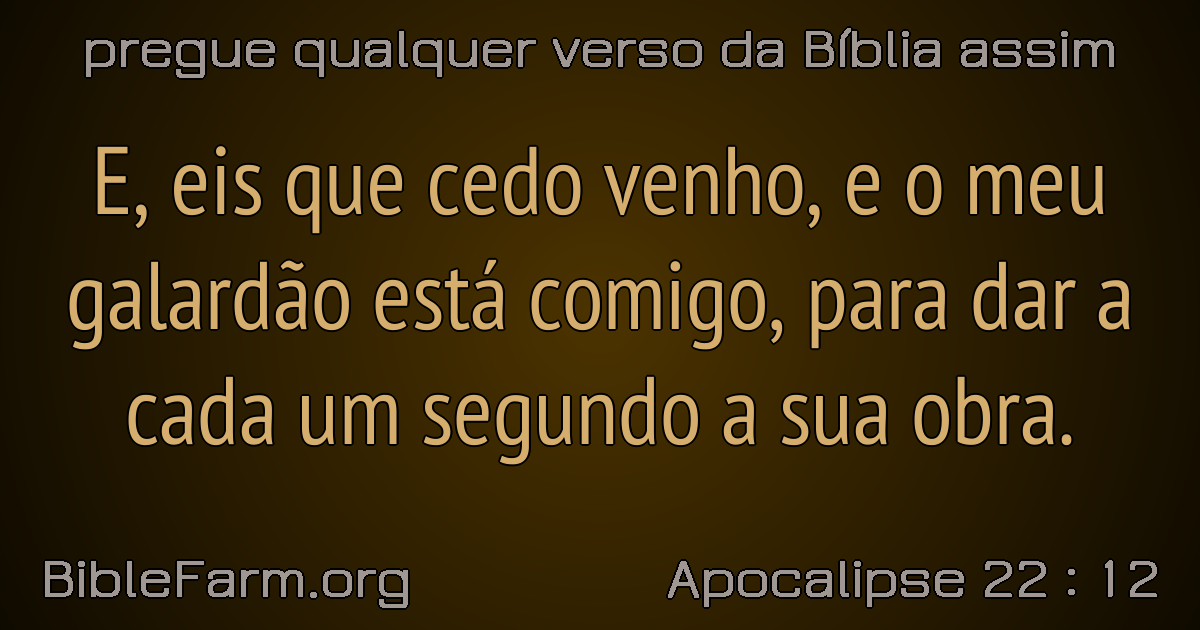 pregue qualquer verso da Bíblia assim
E, eis que cedo venho, e o meu
galardão está comigo, para dar a
cada um segundo a sua obra.
BibleFarm.org
Apocalipse 22 : 12